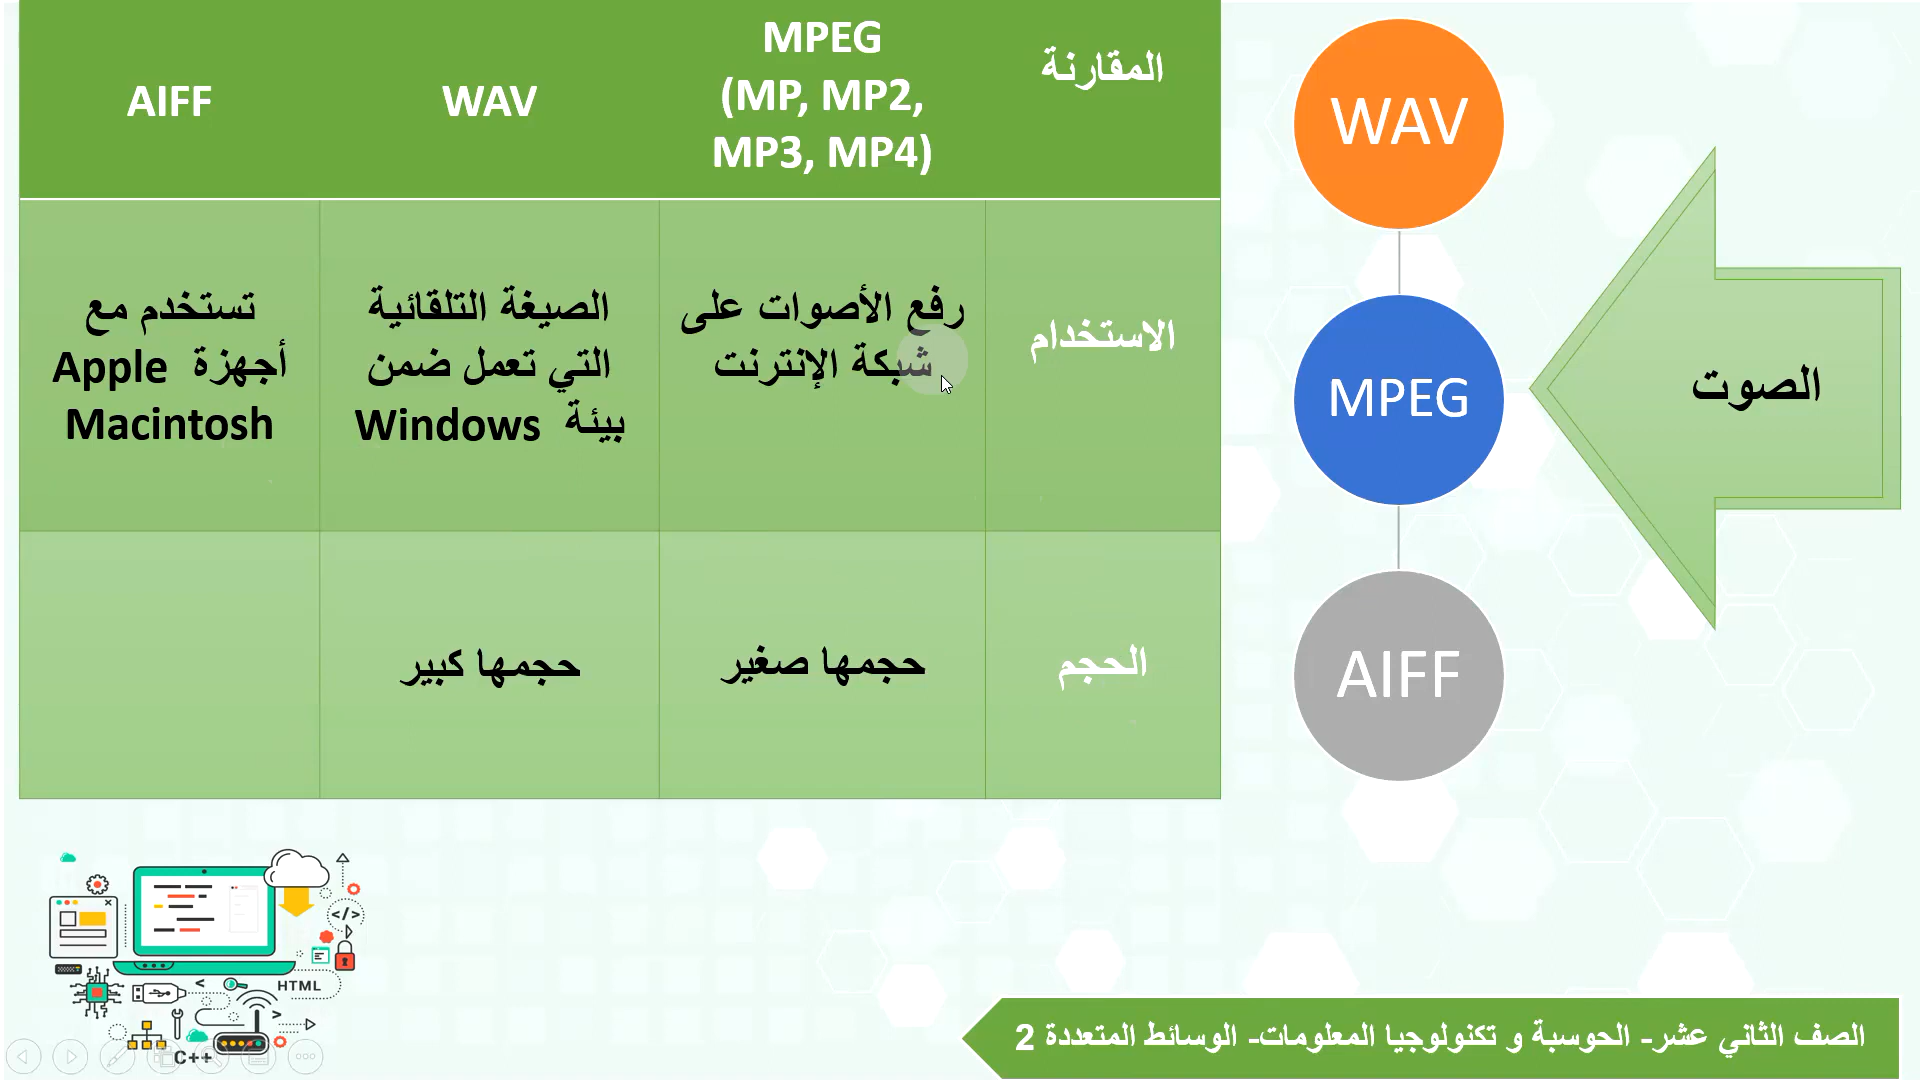 المقارنة
MPEG
(MP, MP2,
MP3, MP4)
WAV
AIFF
الاستخدام
رفع الأصوات على
شبكة الإنترنت
الصيغة التلقائية
التي تعمل ضمن
بيئة Windows
تستخدم مع
أجهزة Apple
Macintosh
الحجم
حجمها صغير
حجمها كبير
WAV
MPEG
AIFF
الصوت
</>
HTML
C++
الصف الثاني عشر- الحوسبة و تكنولوجيا المعلومات- الوسائط المتعددة 2